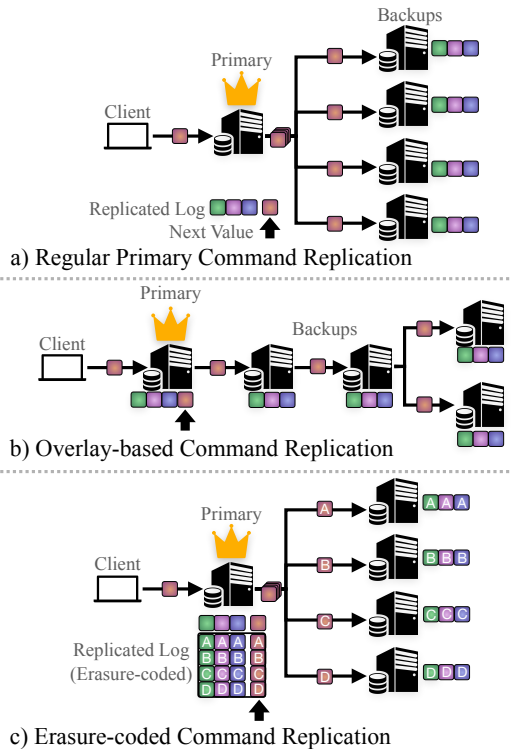 Backups
Primary
Client
Replicated Log
Next Value
a) Regular Primary Command Replication
Primary
Client
Backups
b) Overlay-based Command Replication
Primary
Client
A
A A A
B
B B B
C
C C C
D
D D D
Replicated Log
(Erasure-coded)
A A A A
B B B B
C C C C
D D D D
c) Erasure-coded Command Replication